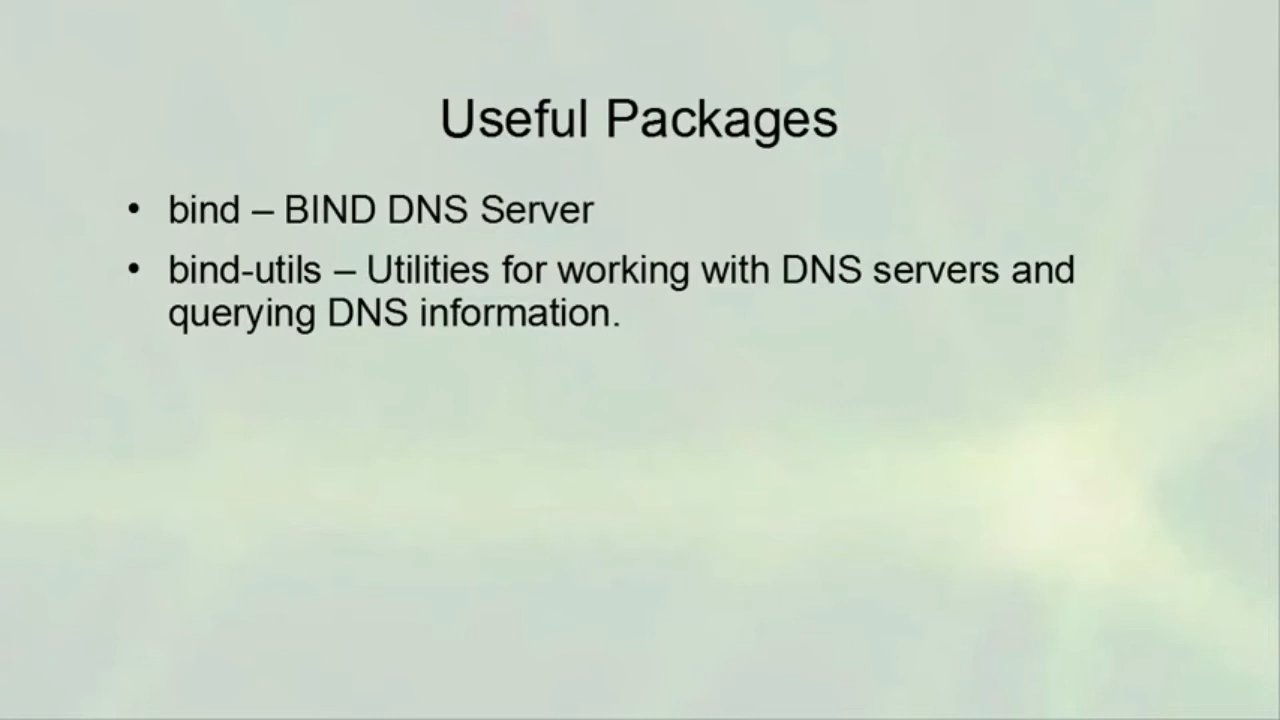 Useful Packages
• bind – BIND DNS Server
• bind-utils – Utilities for working with DNS servers and
querying DNS information.